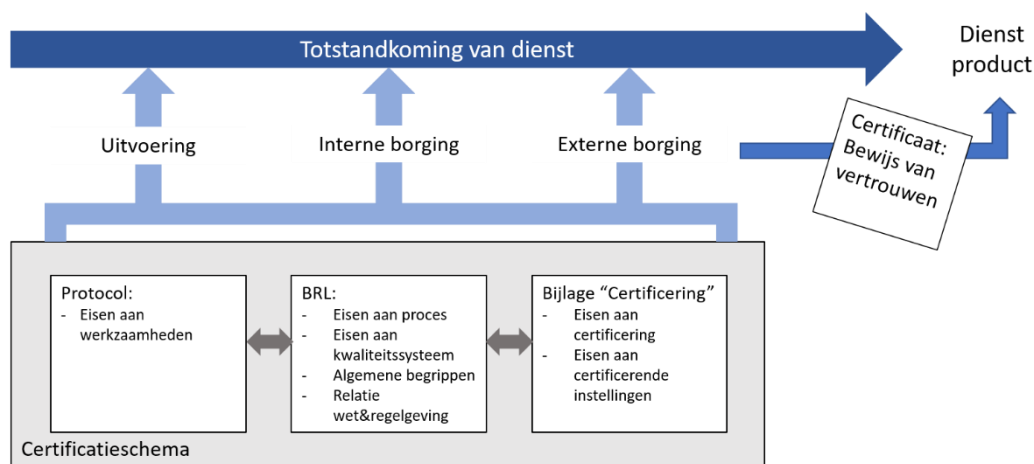 Totstandkoming van dienst
Dienst
product
Uitvoering
Interne borging
Externe borging
Certificaat:
Bewijs van
vertrouwen
Protocol:
- Eisen aan
werkzaamheden
BRL:
- Eisen aan proces
- Eisen aan
kwaliteitssysteem
- Algemene begrippen
- Relatie
wet&regelgeving
Bijlage “Certificering”
- Eisen aan
certificering
- Eisen aan
certificerende
instellingen
Certificatieschema